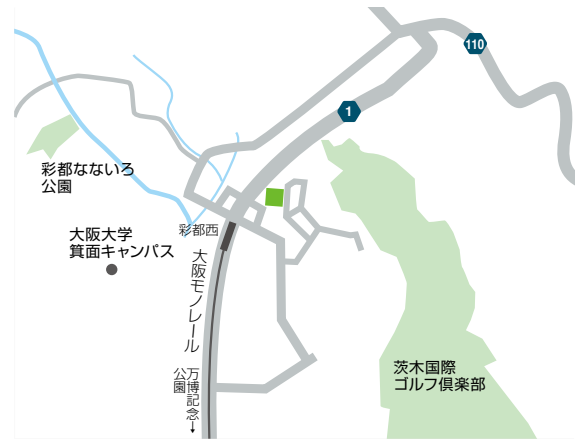 110
1
彩都なないろ
公園
彩都西
大阪大学
箕面キャンパス
大阪モノレール
万博記念→
公園
茨木国際
ゴルフ倶楽部